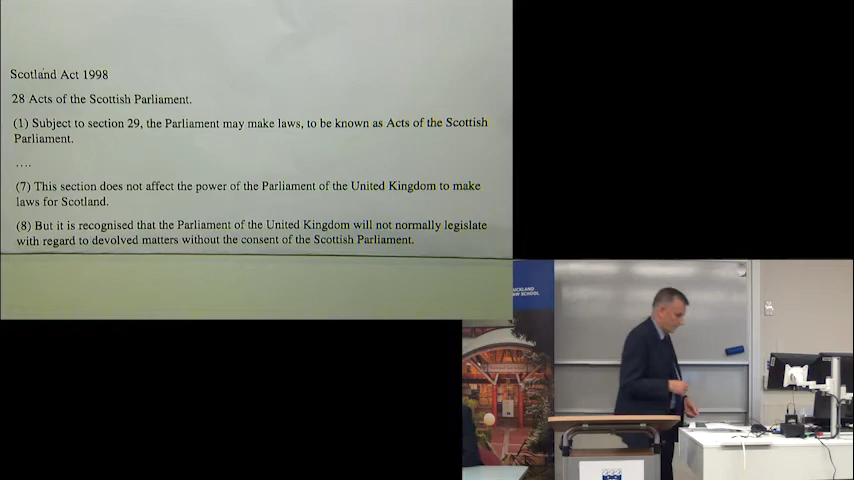 Scotland Act 1998
28 Acts of the Scottish Parliament.
(1) Subject to section 29, the Parliament may make laws, to be known as Acts of the Scottish
Parliament.
....
(7) This section does not affect the power of the Parliament of the United Kingdom to make
laws for Scotland.
(8) But it is recognised that the Parliament of the United Kingdom will not normally legislate
with regard to devolved matters without the consent of the Scottish Parliament.
UCKLAND
AW SCHOOL